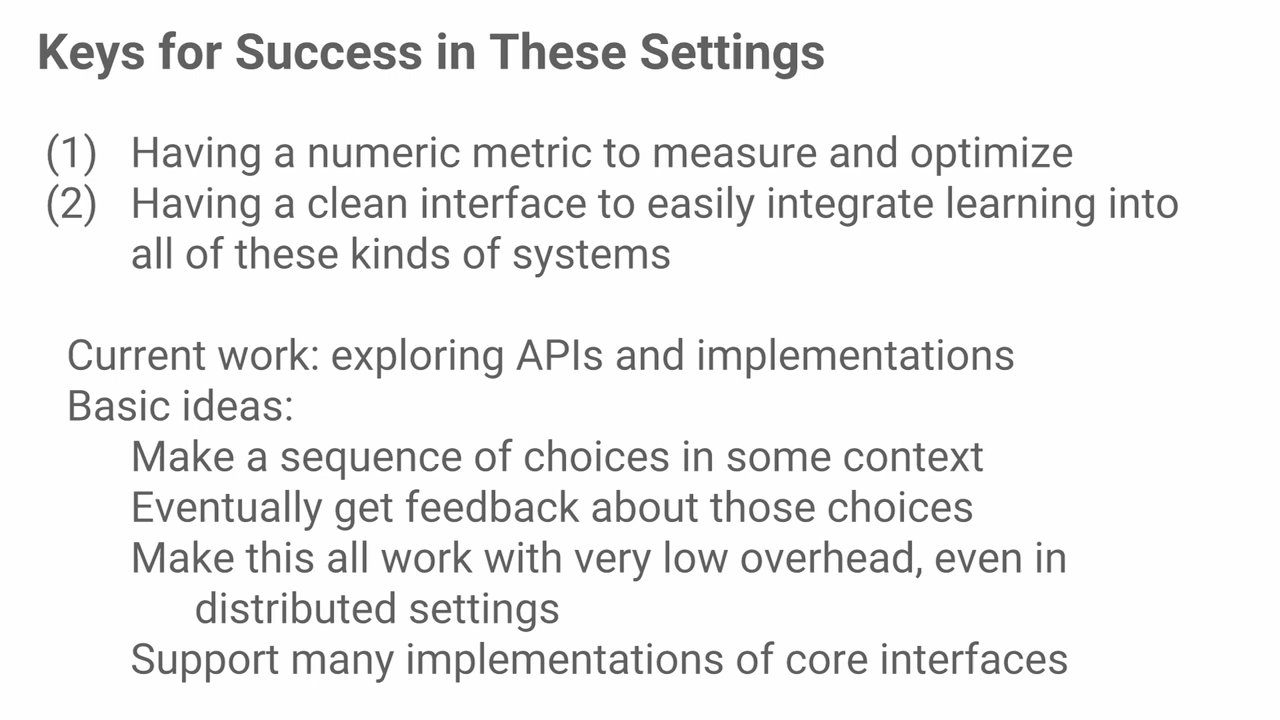 Keys for Success in These Settings
(1) Having a numeric metric to measure and optimize
(2) Having a clean interface to easily integrate learning into
all of these kinds of systems
Current work: exploring APIs and implementations
Basic ideas:
Make a sequence of choices in some context
Eventually get feedback about those choices
Make this all work with very low overhead, even in
distributed settings
Support many implementations of core interfaces